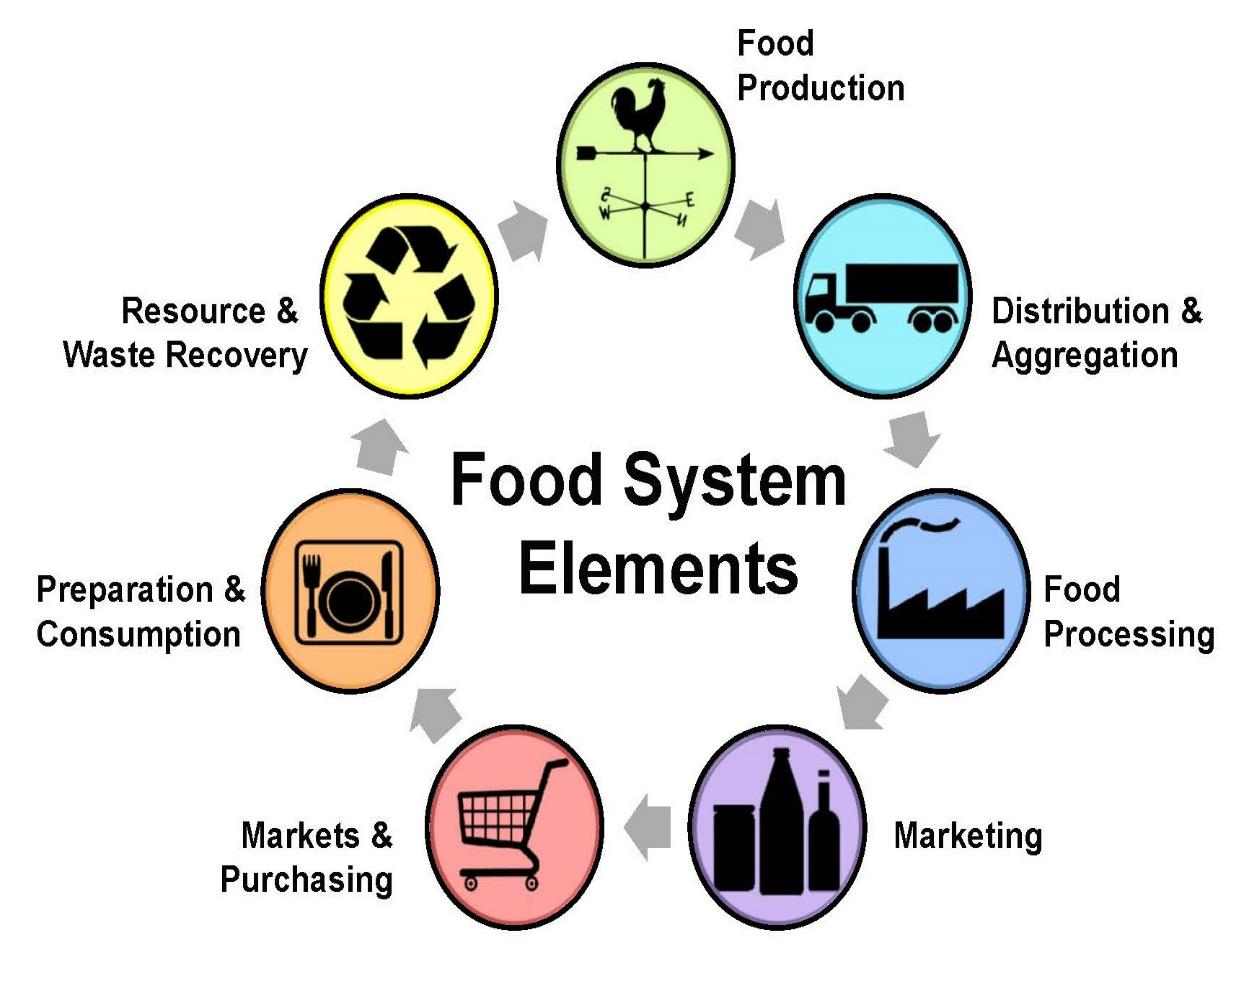 Food
Production
S
E
W
N
Distribution &
Aggregation
Resource &
Waste Recovery
Food System
Elements
Food
Processing
Preparation &
Consumption
Marketing
Markets &
Purchasing